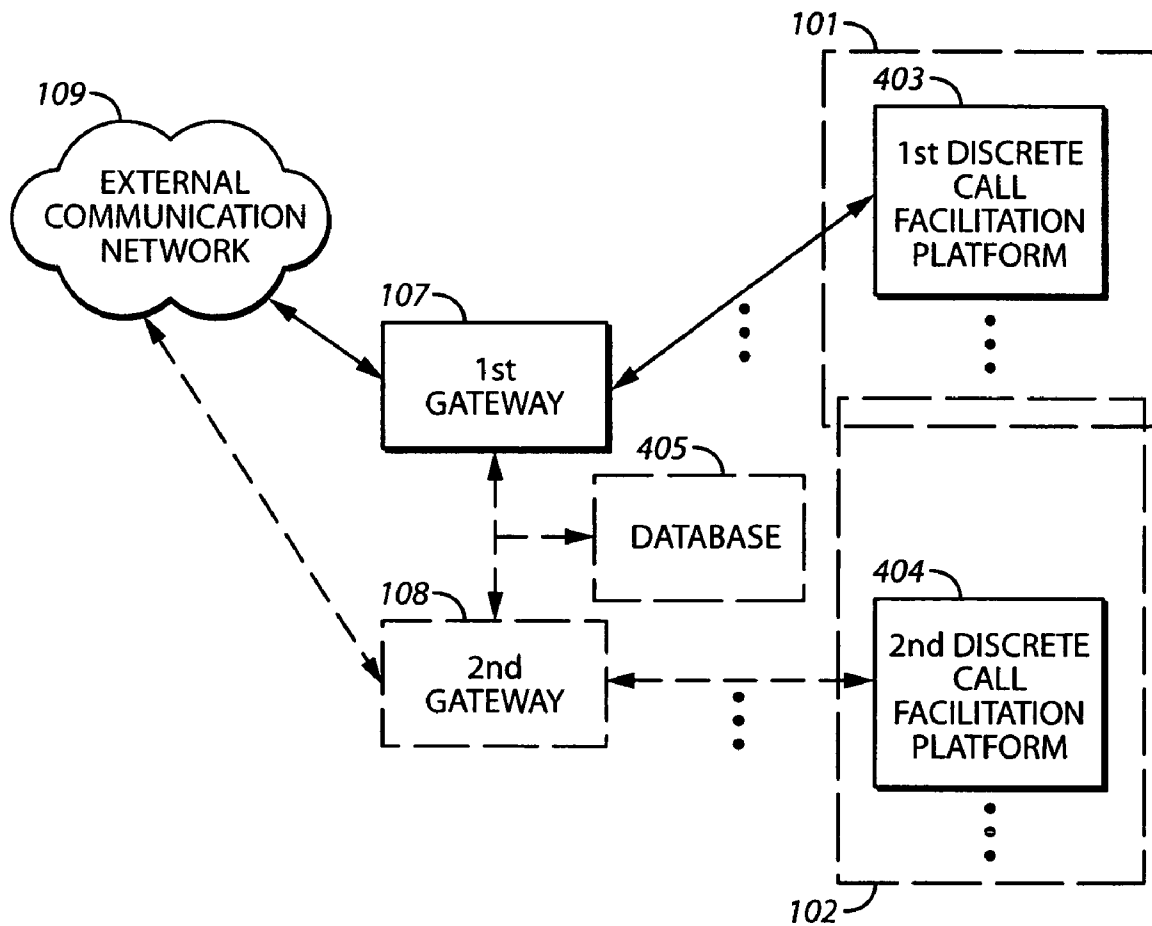 101
403
1st DISCRETE
CALL
FACILITATION
PLATFORM
109
EXTERNAL
COMMUNICATION
NETWORK
107
1st
GATEWAY
405
DATABASE
108
2nd
GATEWAY
404
2nd DISCRETE
CALL
FACILITATION
PLATFORM
102